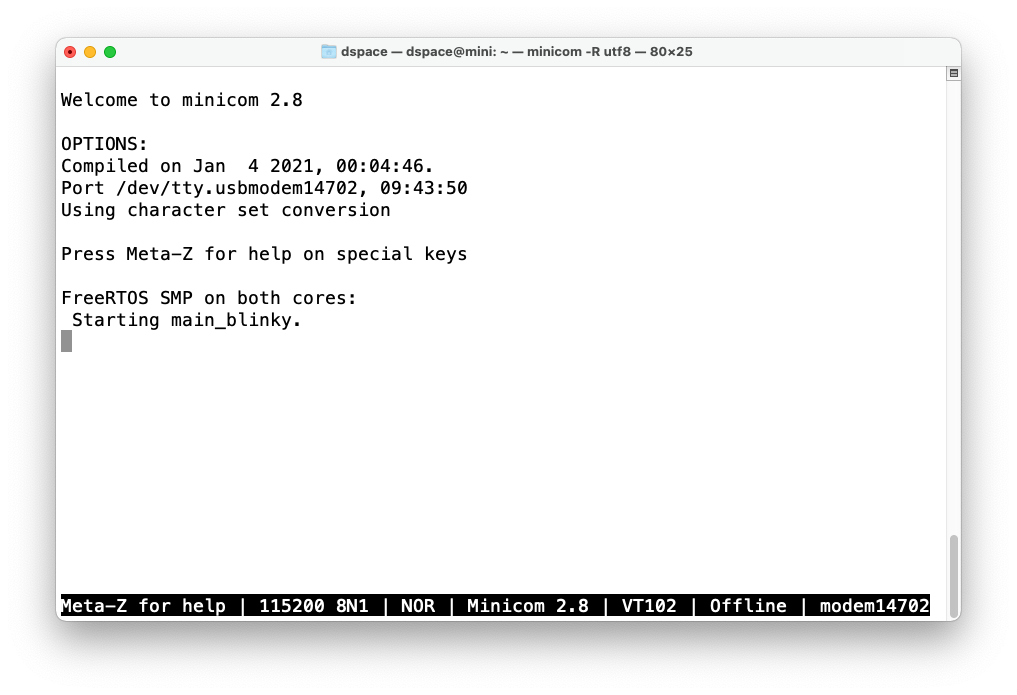 dspace — dspace@mini: ~ — minicom -R utf8 — 80×25
Welcome to minicom 2.8
OPTIONS:
Compiled on Jan  4 2021, 00:04:46.
Port /dev/tty.usbmodem14702, 09:43:50
Using character set conversion
Press Meta-Z for help on special keys
FreeRTOS SMP on both cores:
 Starting main_blinky.
Meta-Z for help | 115200 8N1 | NOR | Minicom 2.8 | VT102 | Offline | modem14702